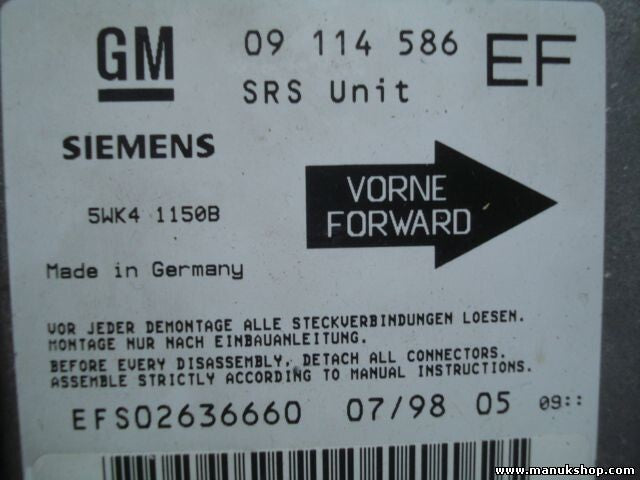 GM 09 114 586 EF
SRS Unit
SIEMENS
5WK4 1150B
VORNE
FORWARD
Made in Germany
VOR JEDER DEMONTAGE ALLE STECKVERBINDUNGEN LOESEN.
MONTAGE NUR NACH EINBAUANLEITUNG.
BEFORE EVERY DISASSEMBLY, DETACH ALL CONNECTORS.
ASSEMBLE STRICTLY ACCORDING TO MANUAL INSTRUCTIONS.
EFS02636660 07/98 05 09::
www.manukshop.com